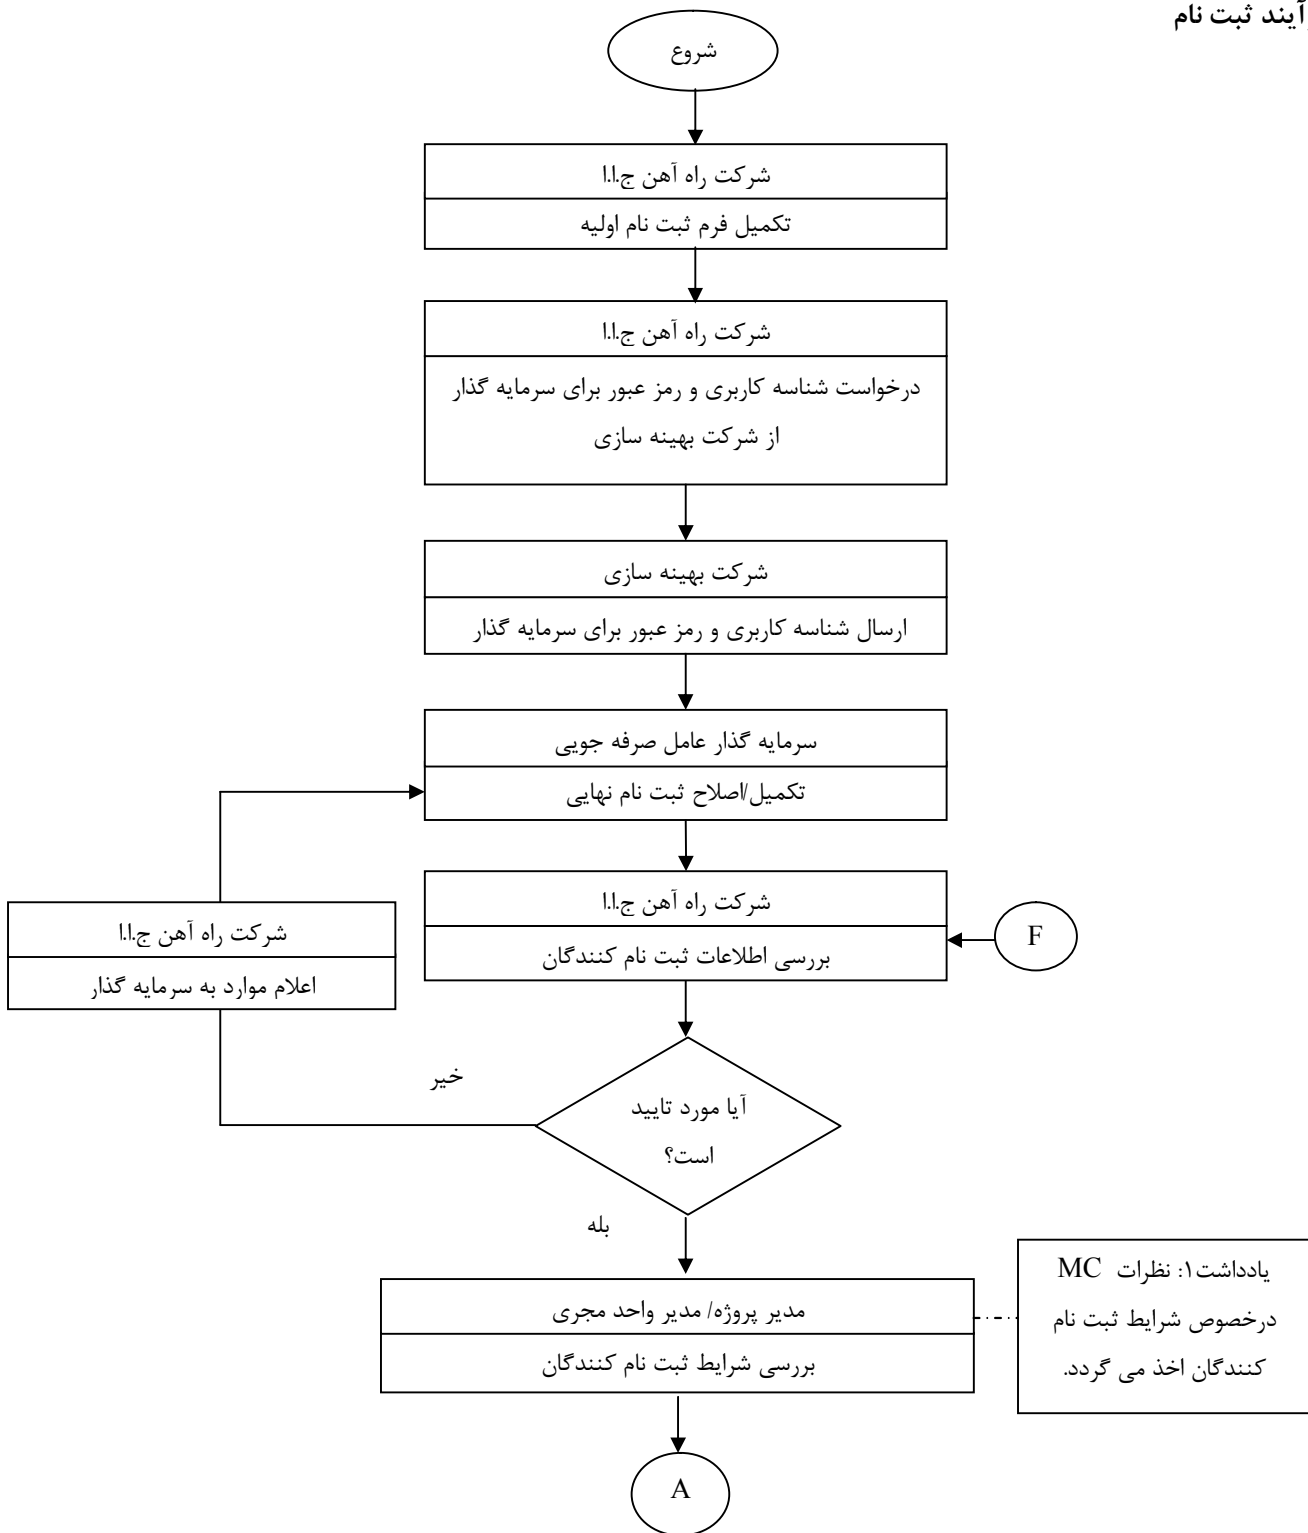 آیند ثبت نام
شروع
شرکت راه آهن ج.ا.ا
تکمیل فرم ثبت نام اولیه
شرکت راه آهن ج.ا.ا
درخواست شناسه کاربری و رمز عبور برای سرمایه گذار
از شرکت بهینه سازی
شرکت بهینه سازی
ارسال شناسه کاربری و رمز عبور برای سرمایه گذار
سرمایه گذار عامل صرفه جویی
تکمیل/اصلاح ثبت نام نهایی
شرکت راه آهن ج.ا.ا
بررسی اطلاعات ثبت نام کنندگان
F
شرکت راه آهن ج.ا.ا
اعلام موارد به سرمایه گذار
خیر
آیا مورد تایید
است؟
بله
مدیر پروژه/ مدیر واحد مجری
بررسی شرایط ثبت نام کنندگان
یادداشت۱: نظرات MC
درخصوص شرایط ثبت نام
کنندگان اخذ می گردد.
A